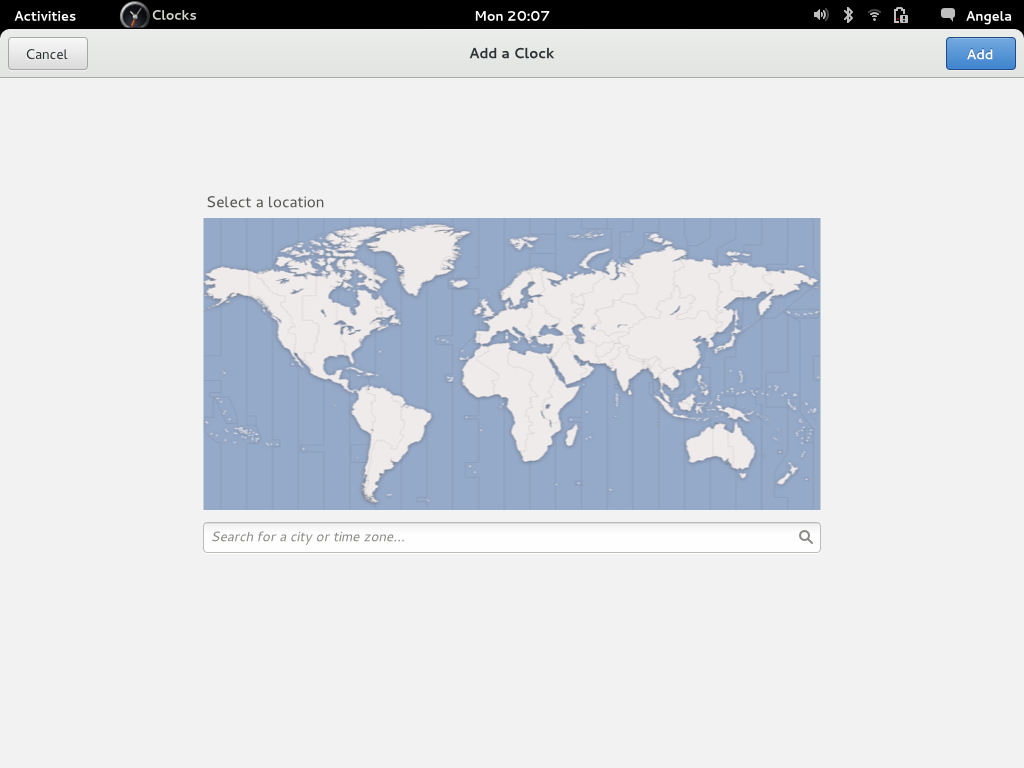 Activities Clocks Mon 20:07 Angela
Cancel Add a Clock Add
Select a location
Search for a city or time zone...